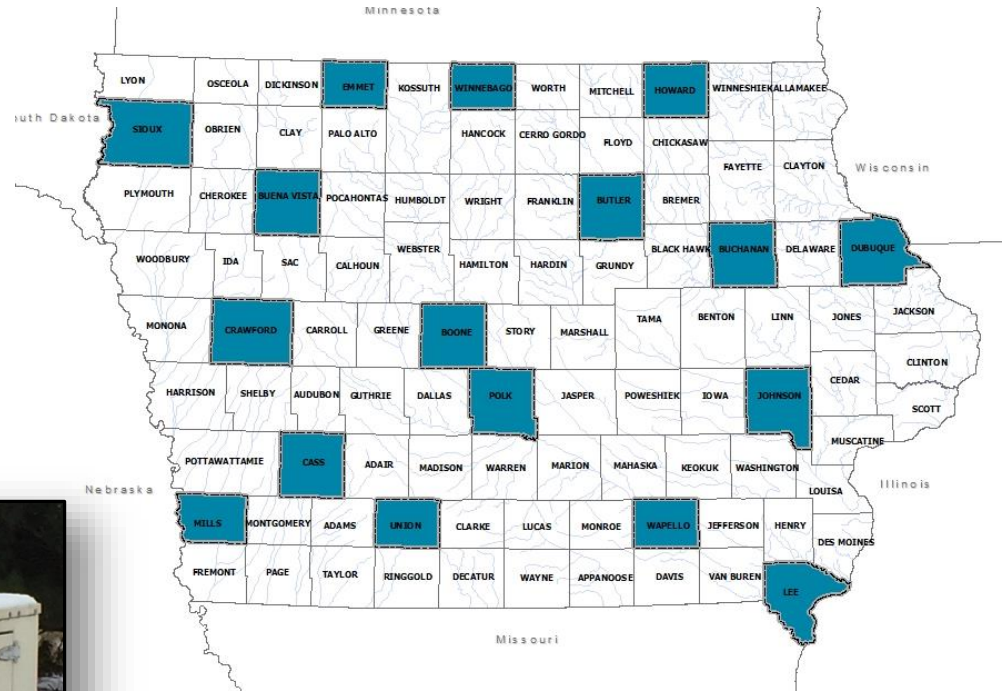 Minnesota
LYON OSCEOLA DICKINSON EMMET KOSSUTH WINNEBAGO WORTH MITCHELL HOWARD WINNESHIEK ALLAMAKEE
uth Dakota SIOUX OBRIEN CLAY PALO ALTO HANCOCK CERRO GORDO FLOYD CHICKASAW
FAYETTE CLAYTON Wisconsin
PLYMOUTH CHEROKEE BUENA VISTA POCAHONTAS HUMBOLDT WRIGHT FRANKLIN BUTLER BREMER
WOODBURY IDA SAC CALHOUN WEBSTER HAMILTON HARDIN GRUNDY BLACK HAWK BUCHANAN DELAWARE DUBUQUE
MONONA CRAWFORD CARROLL GREENE BOONE STORY MARSHALL TAMA BENTON LINN JONES JACKSON
CLINTON
HARRISON SHELBY AUDUBON GUTHRIE DALLAS POLK JASPER POWESHIEK IOWA JOHNSON CEDAR
SCOTT
MUSCATINE
POTTAWATTAMIE CASS ADAIR MADISON WARREN MARION MAHASKA KEOKUK WASHINGTON
Nebraska LOUISA Illinois
MILLS MONTGOMERY ADAMS UNION CLARKE LUCAS MONROE WAPELLO JEFFERSON HENRY
DES MOINES
FREMONT PAGE TAYLOR RINGGOLD DECATUR WAYNE APPANOOSE DAVIS VAN BUREN LEE
Missouri